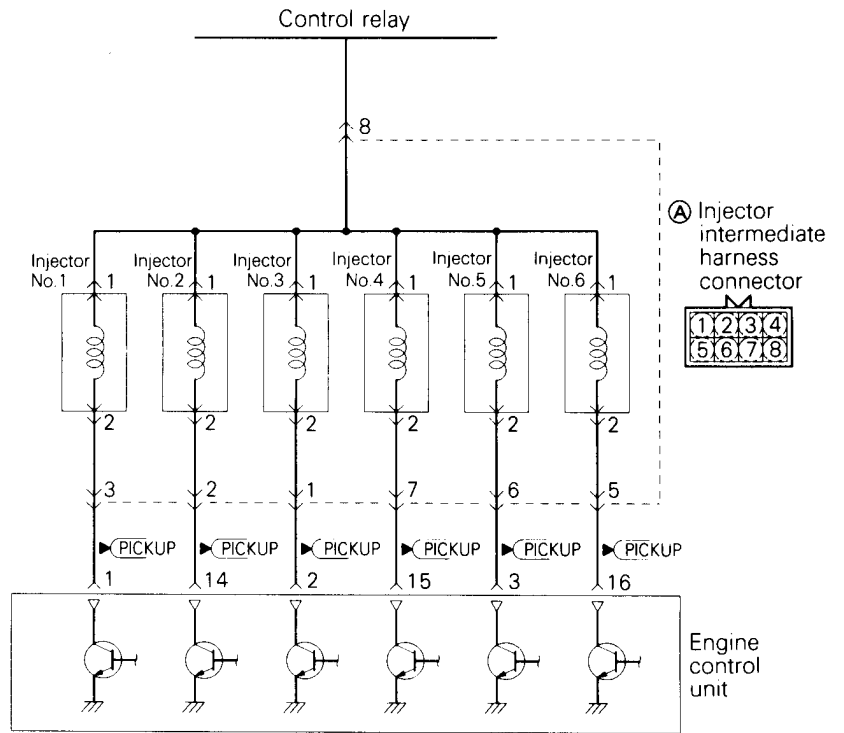 Control relay
8
Ⓐ Injector
intermediate
harness
connector
Injector
No.1
Injector
No.2
Injector
No.3
Injector
No.4
Injector
No.5
Injector
No.6
1 1 1 1 1 1
1 2 3 4
5 6 7 8
2 2 2 2 2 2
3 2 1 7 6 5
PICKUP PICKUP PICKUP PICKUP PICKUP PICKUP
1 14 2 15 3 16
Engine
control
unit